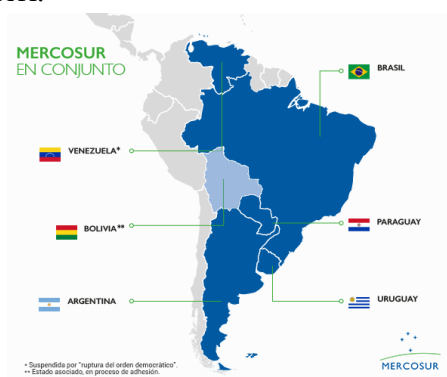 MERCOSUR
EN CONJUNTO
BRASIL
VENEZUELA*
BOLIVIA**
PARAGUAY
ARGENTINA
URUGUAY
* Suspendida por "ruptura del orden democrático".
** Estado asociado, en proceso de adhesión.
MERCOSUR